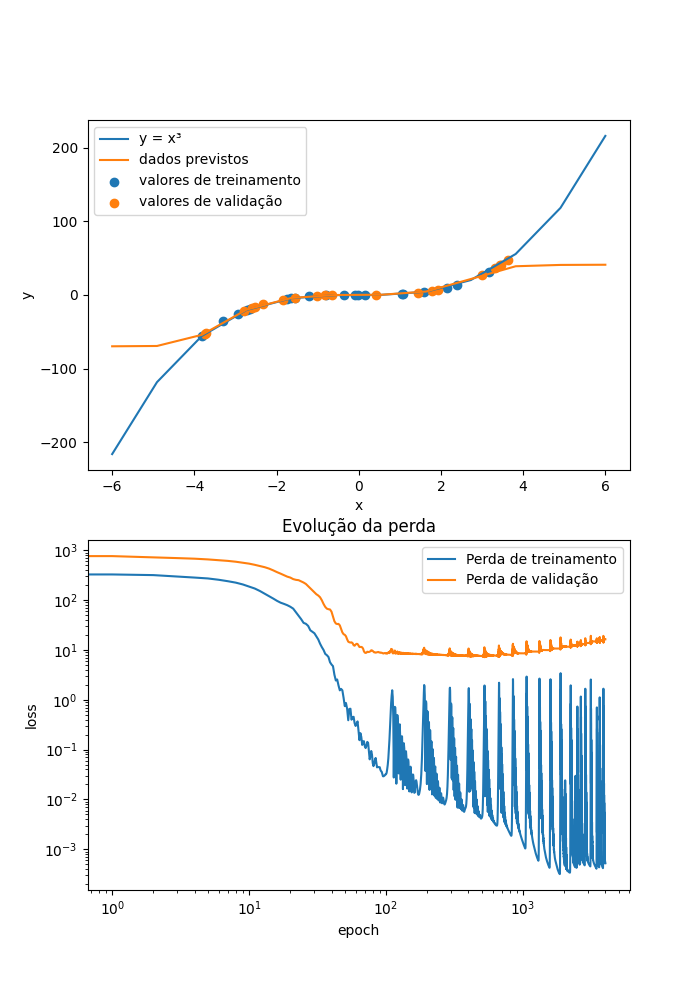 y = x³
dados previstos
valores de treinamento
valores de validação
200
100
0
−100
−200
y
−6
−4
−2
0
2
4
6
x
Evolução da perda
Perda de treinamento
Perda de validação
10³
10²
10¹
10⁰
10⁻¹
10⁻²
10⁻³
loss
10⁰
10¹
10²
10³
epoch